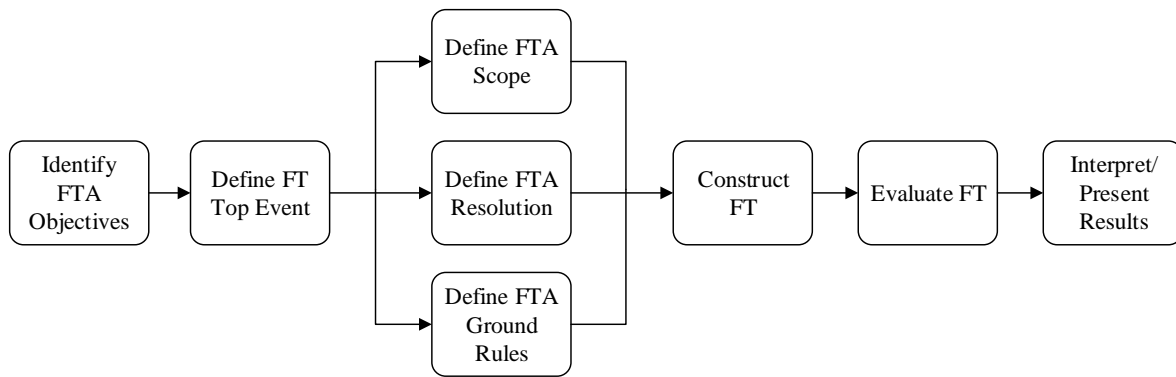 Identify
FTA
Objectives
Define FT
Top Event
Define FTA
Scope
Define FTA
Resolution
Define FTA
Ground
Rules
Construct
FT
Evaluate FT
Interpret/
Present
Results